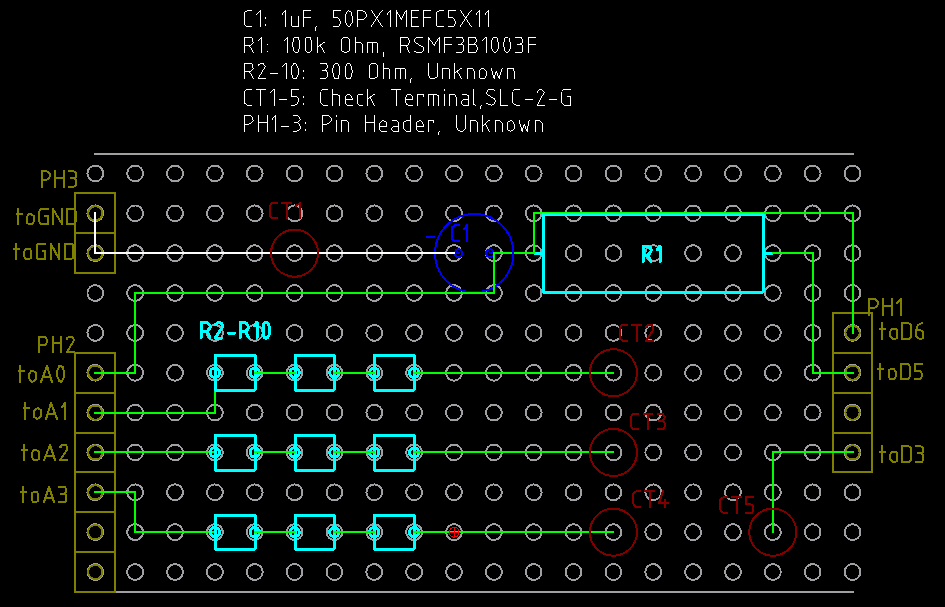 C1: 1uF, 50PX1MEFC5X11
R1: 100k Ohm, RSMF3B1003F
R2-10: 300 Ohm, Unknown
CT1-5: Check Terminal,SLC-2-G
PH1-3: Pin Header, Unknown
PH3
toGND
CT1
- C1
toGND
R1
PH1
R2-R10
CT2
toD6
PH2
toA0
toD5
toA1
CT3
toA2
toD3
toA3
CT4
CT5